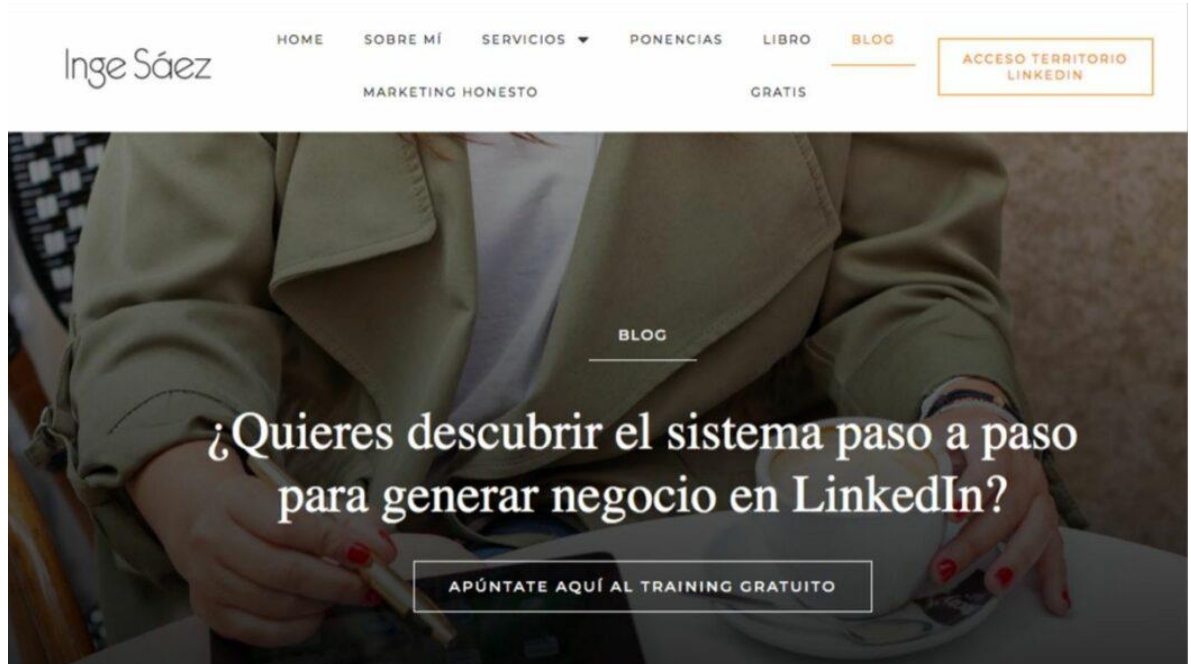 Inge Sáez
HOME SOBRE MÍ SERVICIOS PONENCIAS LIBRO BLOG
MARKETING HONESTO GRATIS
ACCESO TERRITORIO
LINKEDIN
BLOG
¿Quieres descubrir el sistema paso a paso
para generar negocio en LinkedIn?
APÚNTATE AQUÍ AL TRAINING GRATUITO